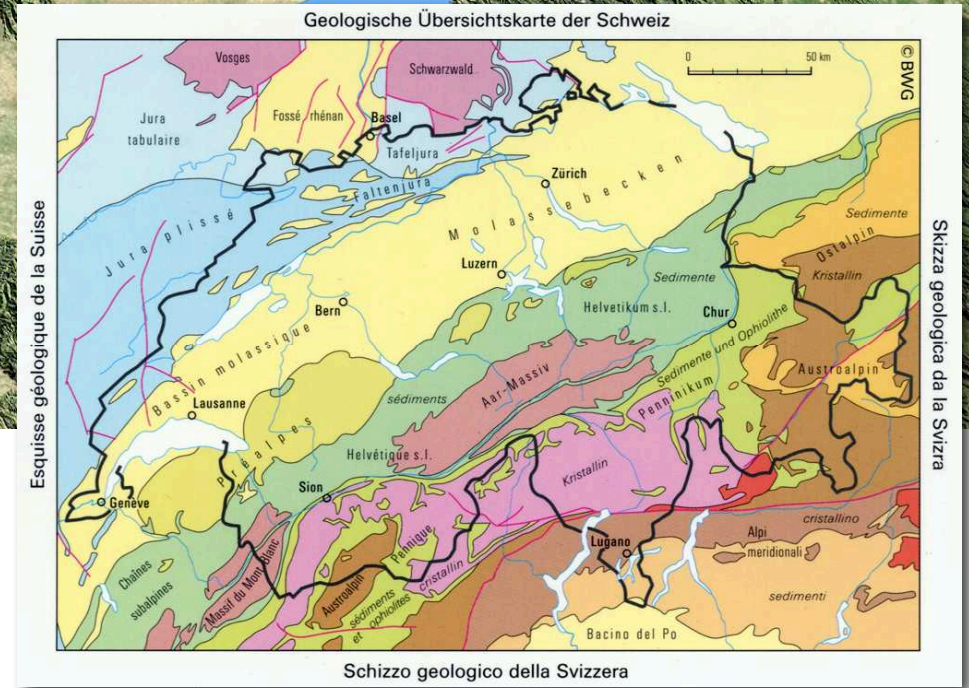 Geologische Übersichtskarte der Schweiz
Esquisse géologique de la Suisse
Skizza geologica da la Svizra
Schizzo geologico della Svizzera
© BWG
0 50 km
Vosges
Schwarzwald
Jura
tabulaire
Fossé rhénan
Basel
Tafeljura
Faltenjura
Zürich
Molassebecken
Jura plissé
Sedimente
Ostalpin
Kristallin
Luzern
Sedimente
Helvetikum s.l.
Bern
Chur
Bassin molassique
Sedimente und Ophiolithe
Penninikum
Aar-Massiv
Austroalpin
Lausanne
sédiments
Préalpes
Helvétique s.l.
Kristallin
Sion
Genève
cristallino
Alpi
meridionali
Lugano
Pennique
cristallin
Massif du Mont Blanc
Chaînes
subalpines
Austroalpin
sédiments
et ophiolites
sedimenti
Bacino del Po